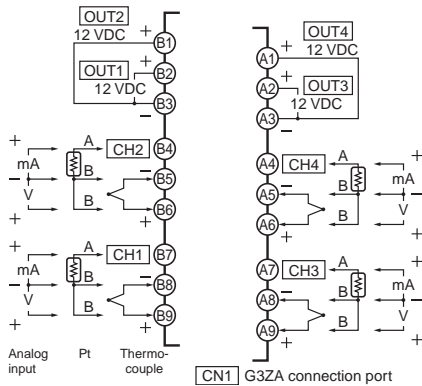 OUT2
12 VDC
+
B1
OUT1
+
B2
12 VDC
B3
−
OUT4
+
12 VDC
A1
OUT3
+
A2
12 VDC
A3
−
+
A
CH2
B4
mA
−
B
−
B5
V
B
+
B6
+
+
A
CH1
B7
mA
−
B
−
B8
V
B
+
B9
+
A4
CH4
A
+
mA
A5
−
B
−
V
A6
+
B
+
A7
CH3
A
+
mA
A8
−
B
−
V
A9
+
B
+
Analog
input
Pt
Thermo-
couple
CN1 G3ZA connection port